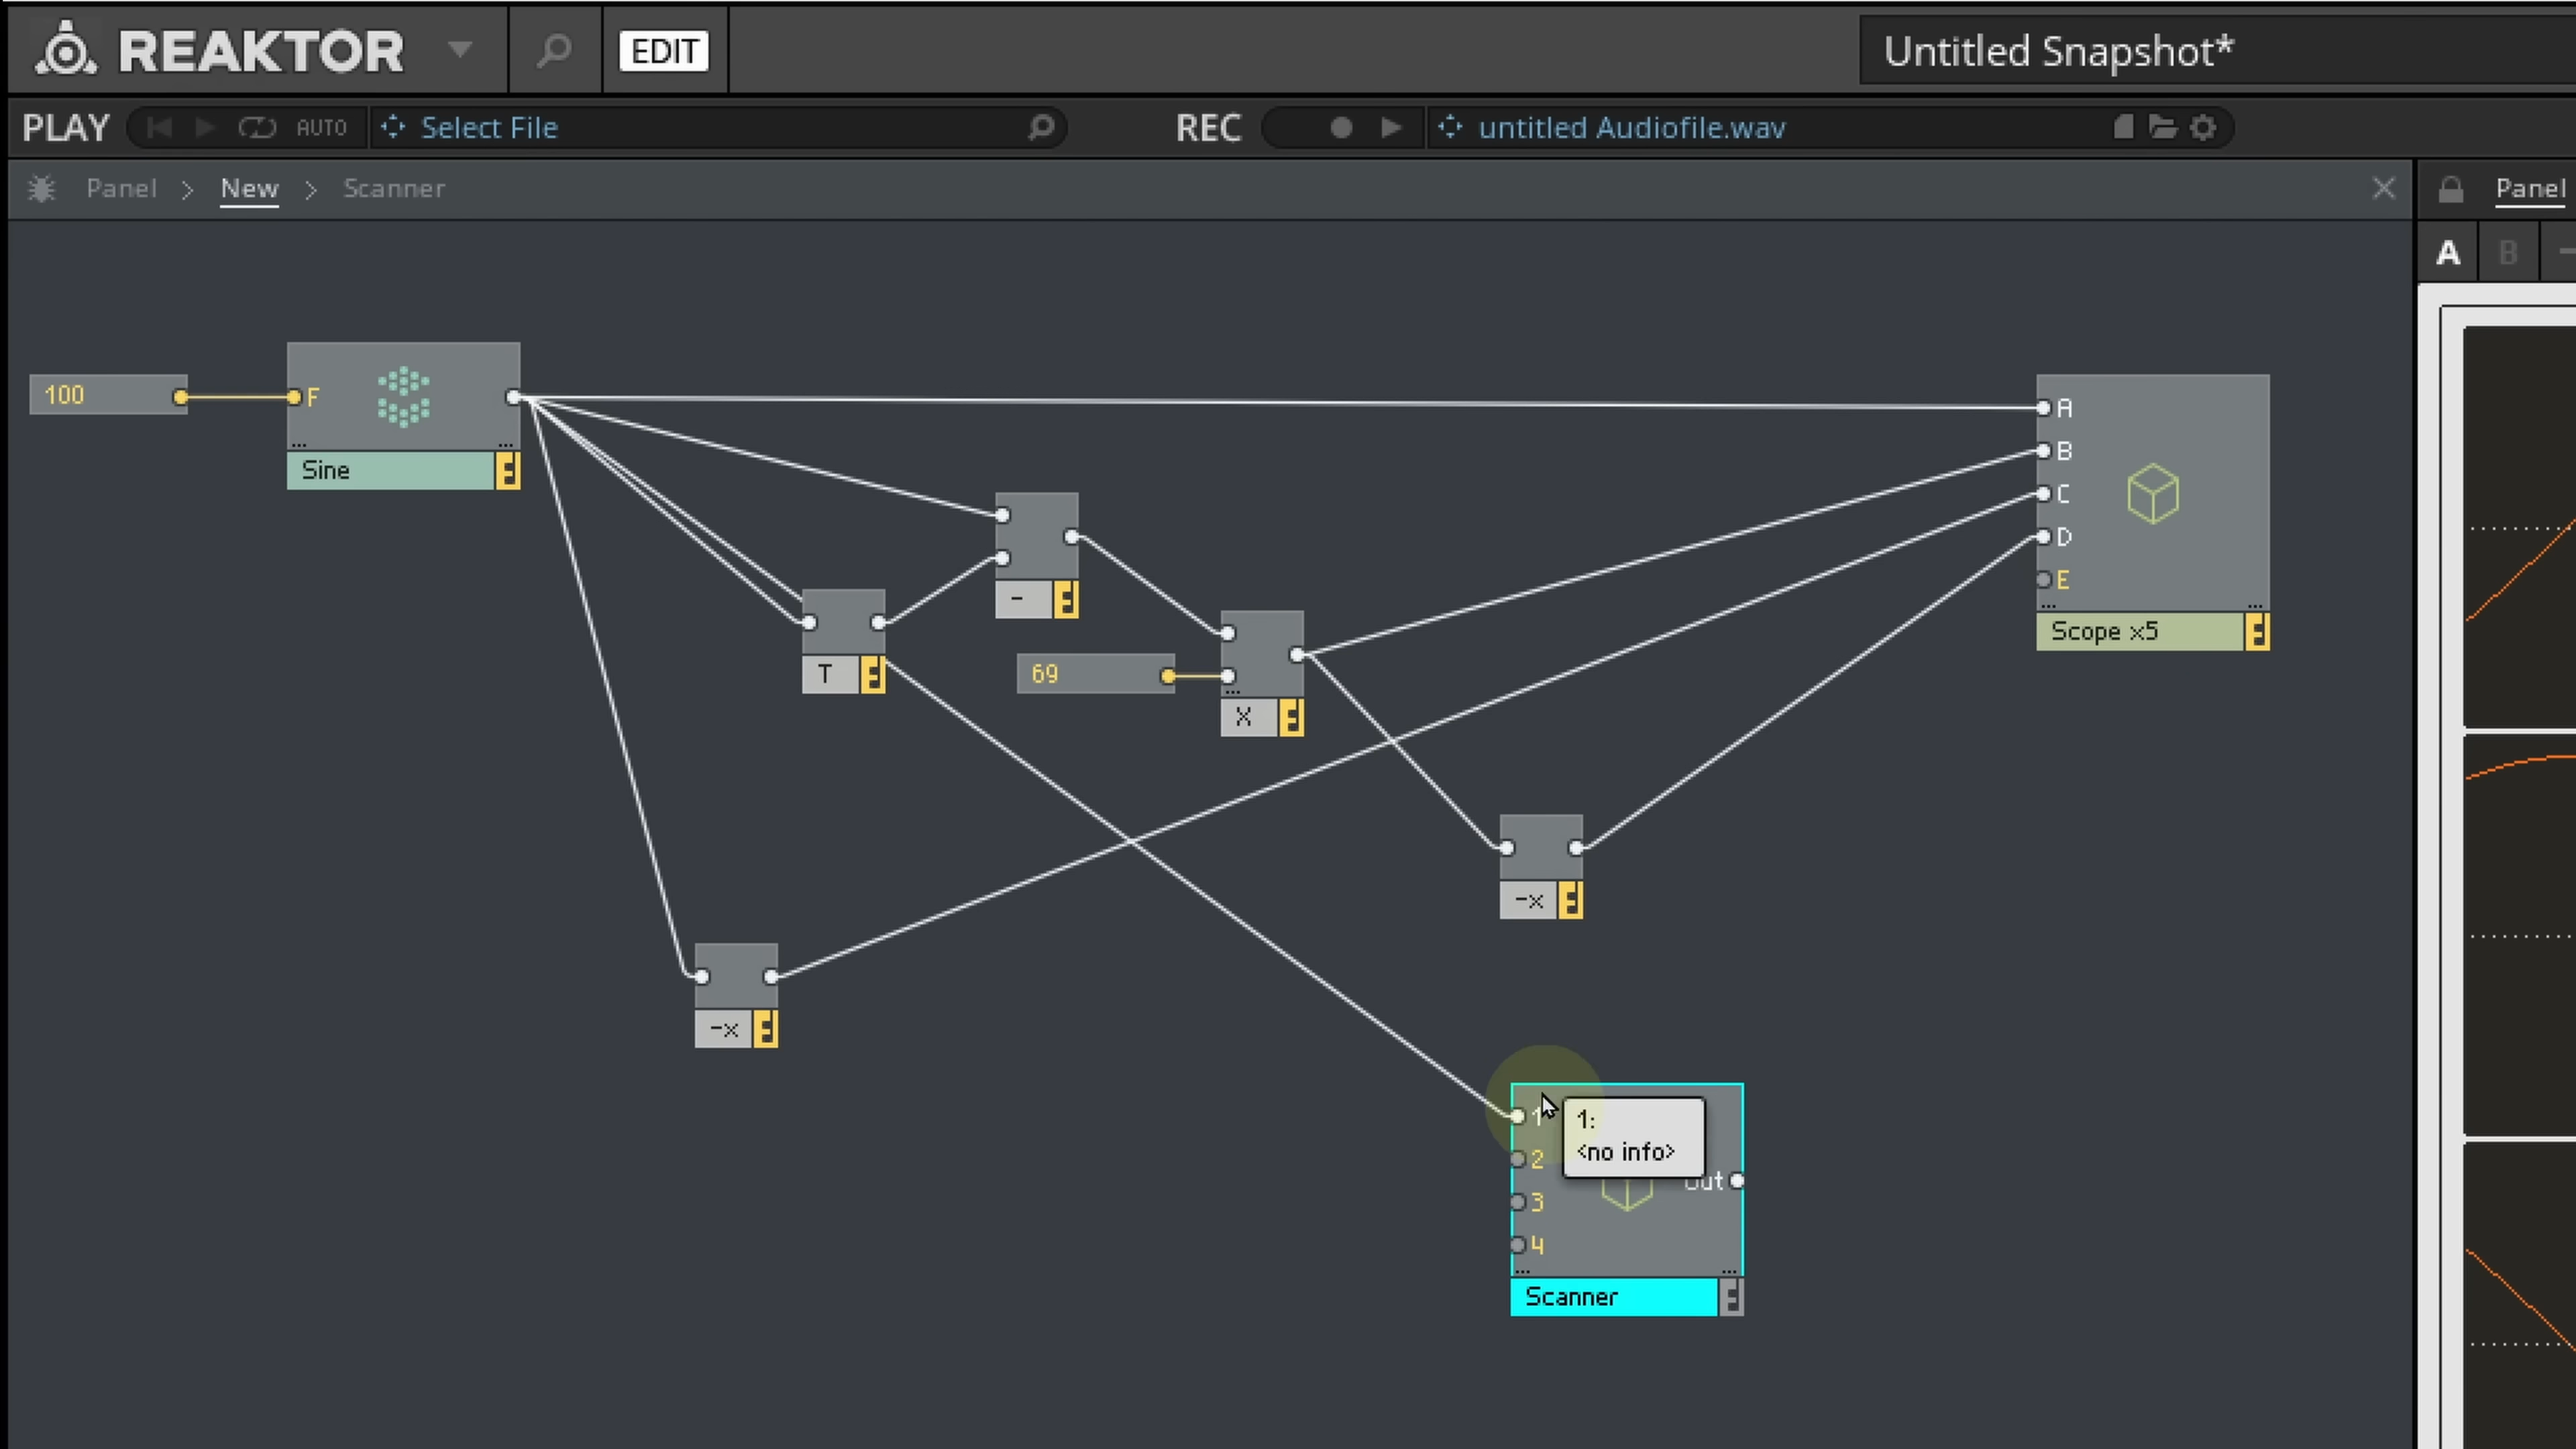 REAKTOR
EDIT
Untitled Snapshot*
PLAY
AUTO
Select File
REC
untitled Audiofile.wav
Panel > New > Scanner
Panel
A
B
100
F
Sine
A
B
C
D
E
Scope x5
-
T
69
X
-x
-x
1
1:
<no info>
2
3
4
Scanner